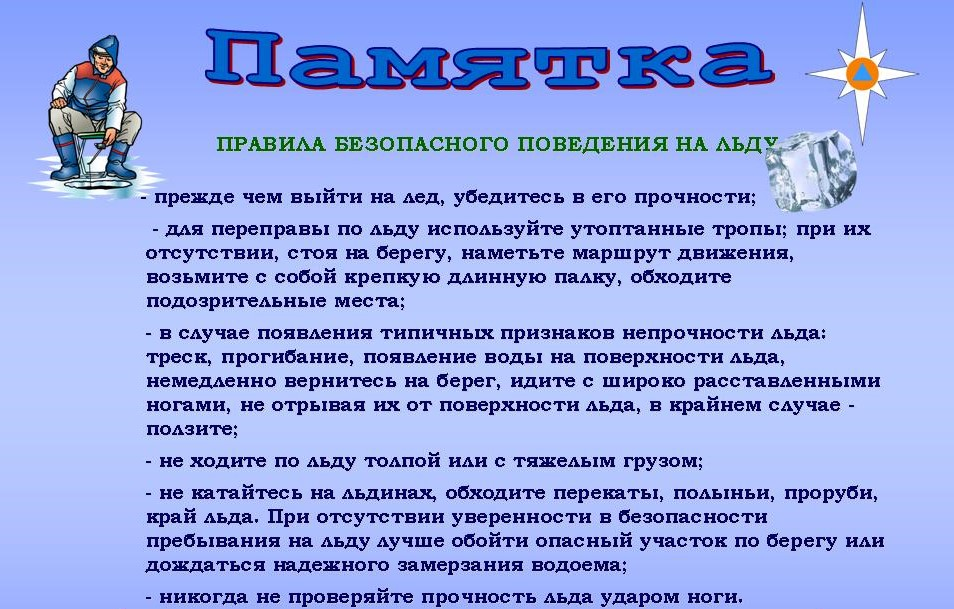 Памятка
ПРАВИЛА БЕЗОПАСНОГО ПОВЕДЕНИЯ НА ЛЬДУ
- прежде чем выйти на лед, убедитесь в его прочности;
- для переправы по льду используйте утоптанные тропы; при их
отсутствии, стоя на берегу, наметьте маршрут движения,
возьмите с собой крепкую длинную палку, обходите
подозрительные места;
- в случае появления типичных признаков непрочности льда:
треск, прогибание, появление воды на поверхности льда,
немедленно вернитесь на берег, идите с широко расставленными
ногами, не отрывая их от поверхности льда, в крайнем случае -
ползите;
- не ходите по льду толпой или с тяжелым грузом;
- не катайтесь на льдинах, обходите перекаты, полыньи, проруби,
край льда. При отсутствии уверенности в безопасности
пребывания на льду лучше обойти опасный участок по берегу или
дождаться надежного замерзания водоема;
- никогда не проверяйте прочность льда ударом ноги.